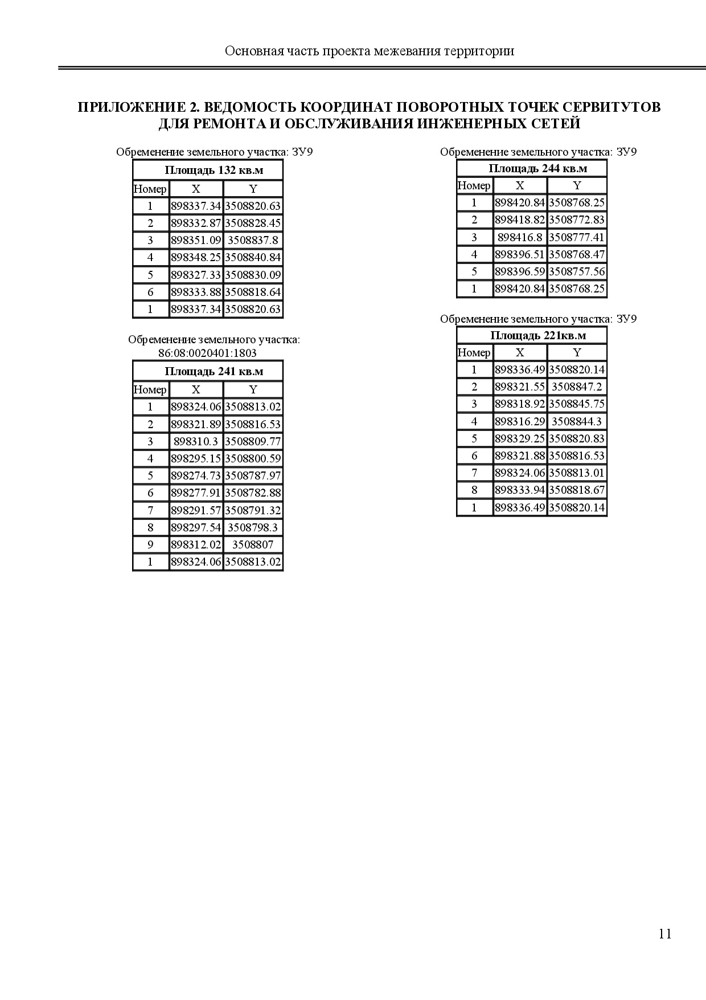 Основная часть проекта межевания территории
ПРИЛОЖЕНИЕ 2. ВЕДОМОСТЬ КООРДИНАТ ПОВОРОТНЫХ ТОЧЕК СЕРВИТУТОВ
ДЛЯ РЕМОНТА И ОБСЛУЖИВАНИЯ ИНЖЕНЕРНЫХ СЕТЕЙ
Обременение земельного участка: ЗУ9
Площадь 132 кв.м
Номер X Y
1 898337.34 3508820.63
2 898332.87 3508828.45
3 898351.09 3508837.8
4 898348.25 3508840.84
5 898327.33 3508830.09
6 898333.88 3508818.64
1 898337.34 3508820.63
Обременение земельного участка:
86:08:0020401:1803
Площадь 241 кв.м
Номер X Y
1 898324.06 3508813.02
2 898321.89 3508816.53
3 898310.3 3508809.77
4 898295.15 3508800.59
5 898274.73 3508787.97
6 898277.91 3508782.88
7 898291.57 3508791.32
8 898297.54 3508798.3
9 898312.02 3508807
1 898324.06 3508813.02
Обременение земельного участка: ЗУ9
Площадь 244 кв.м
Номер X Y
1 898420.84 3508768.25
2 898418.82 3508772.83
3 898416.8 3508777.41
4 898396.51 3508768.47
5 898396.59 3508757.56
1 898420.84 3508768.25
Обременение земельного участка: ЗУ9
Площадь 221кв.м
Номер X Y
1 898336.49 3508820.14
2 898321.55 3508847.2
3 898318.92 3508845.75
4 898316.29 3508844.3
5 898329.25 3508820.83
6 898321.88 3508816.53
7 898324.06 3508813.01
8 898333.94 3508818.67
1 898336.49 3508820.14
11